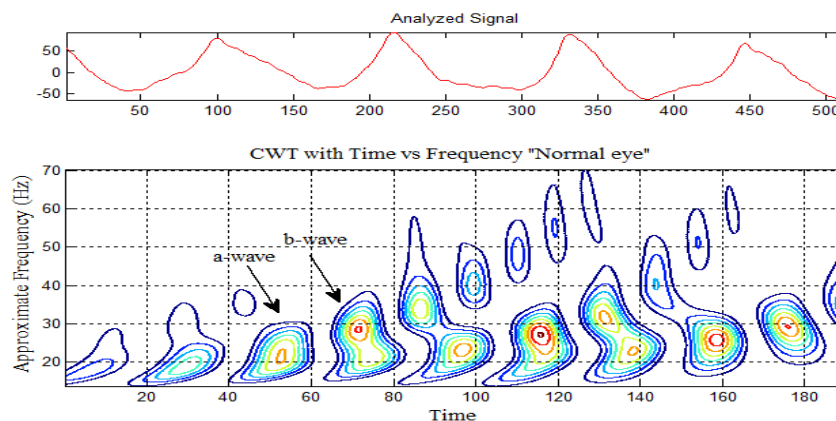 Analyzed Signal
50
0
-50
50 100 150 200 250 300 350 400 450 500
CWT with Time vs Frequency "Normal eye"
Approximate Frequency (Hz)
70
60
50
b-wave
a-wave
40
30
20
20 40 60 80 100 120 140 160 180
Time